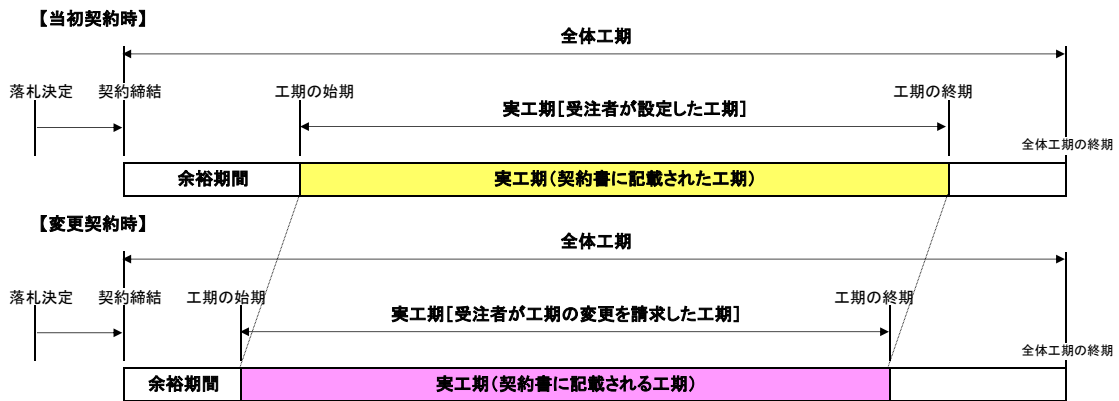 【当初契約時】
全体工期
落札決定
契約締結
工期の始期
工期の終期
実工期[受注者が設定した工期]
全体工期の終期
余裕期間
実工期(契約書に記載された工期)
【変更契約時】
全体工期
落札決定
契約締結
工期の始期
工期の終期
実工期[受注者が工期の変更を請求した工期]
全体工期の終期
余裕期間
実工期(契約書に記載される工期)